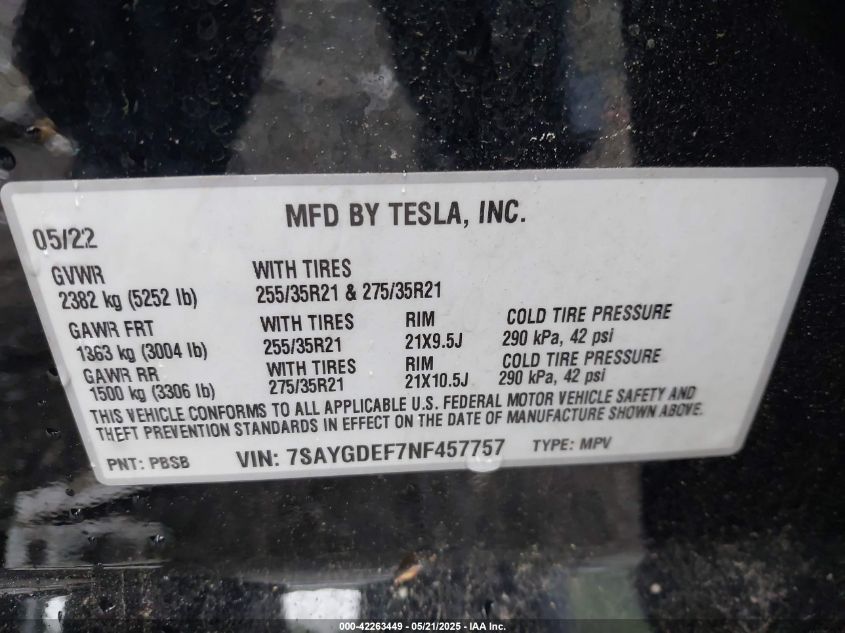 MFD BY TESLA, INC.
05/22
GVWR WITH TIRES
2382 kg (5252 lb) 255/35R21 & 275/35R21
GAWR FRT WITH TIRES RIM COLD TIRE PRESSURE
1363 kg (3004 lb) 255/35R21 21X9.5J 290 kPa, 42 psi
GAWR RR WITH TIRES RIM COLD TIRE PRESSURE
1500 kg (3306 lb) 275/35R21 21X10.5J 290 kPa, 42 psi
THIS VEHICLE CONFORMS TO ALL APPLICABLE U.S. FEDERAL MOTOR VEHICLE SAFETY AND
THEFT PREVENTION STANDARDS IN EFFECT ON THE DATE OF MANUFACTURE SHOWN ABOVE.
PNT: PBSB VIN: 7SAYGDEF7NF457757 TYPE: MPV
000-42263449 - 05/21/2025 - IAA Inc.